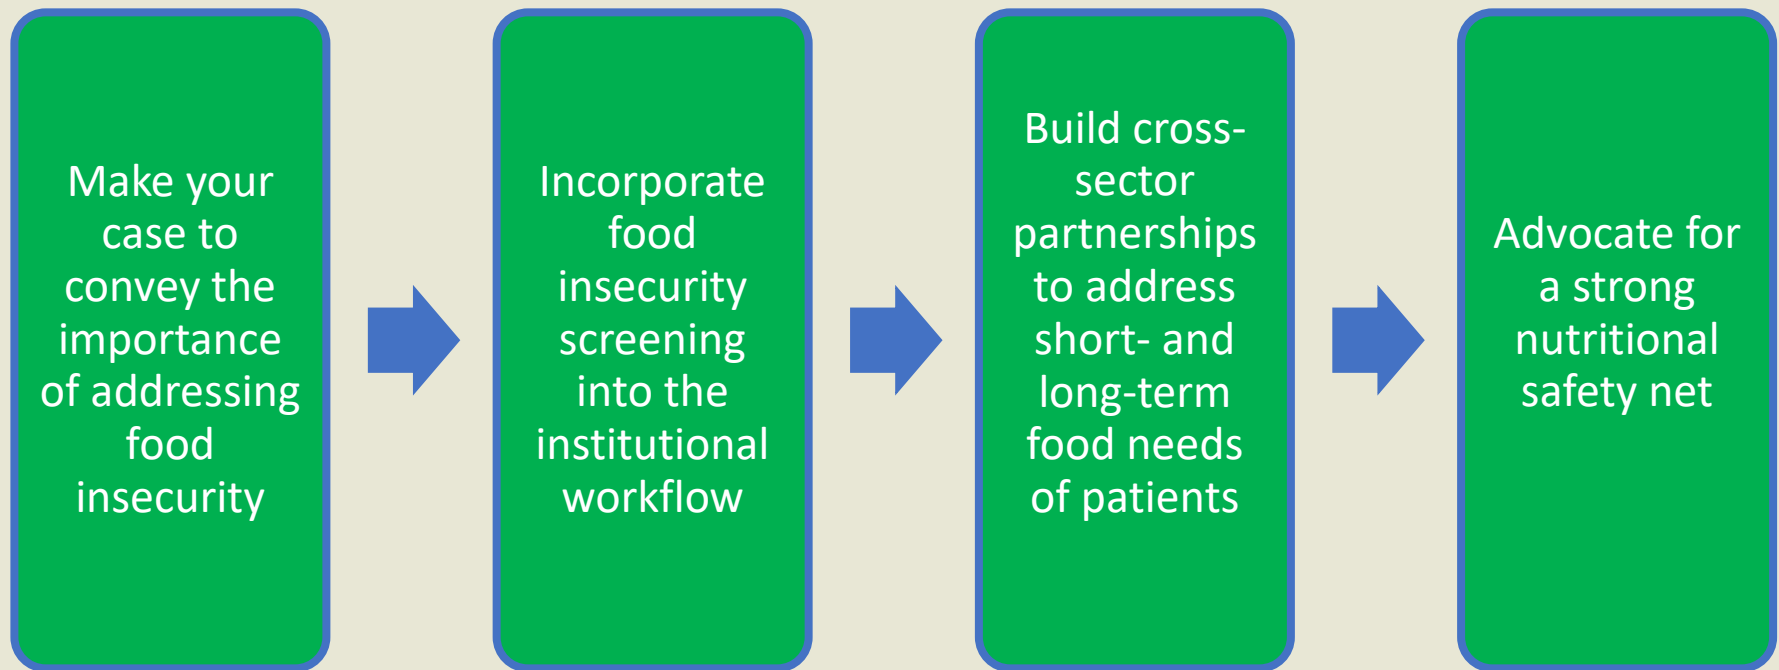 Make your
case to
convey the
importance
of addressing
food
insecurity
Incorporate
food
insecurity
screening
into the
institutional
workflow
Build cross-
sector
partnerships
to address
short- and
long-term
food needs
of patients
Advocate for
a strong
nutritional
safety net